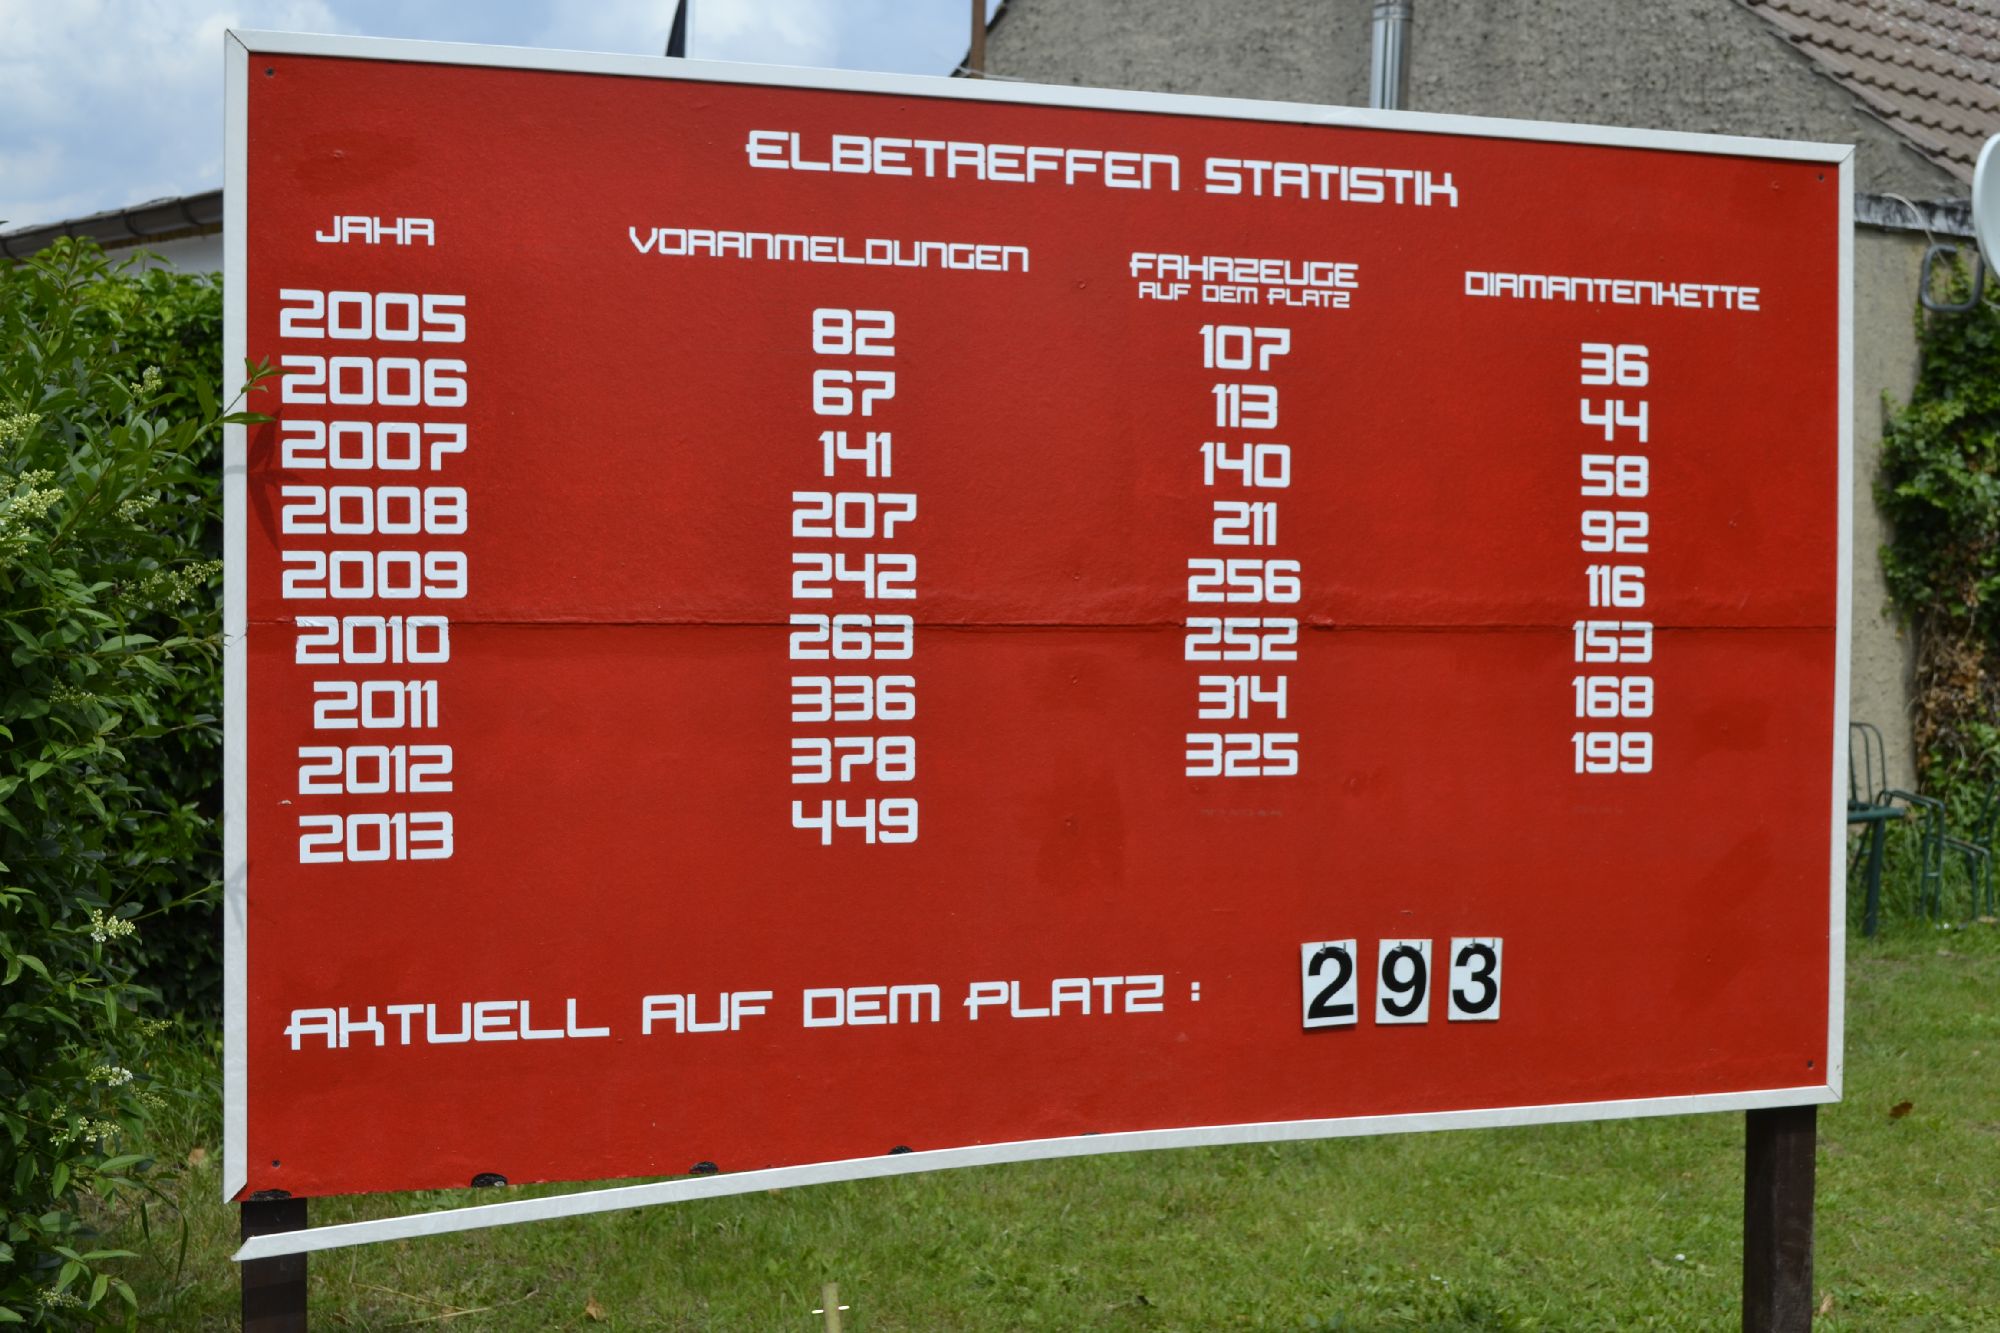 ELBETREFFEN STATISTIK
JAHR VORANMELDUNGEN FAHRZEUGE DIAMANTENKETTE
AUF DEM PLATZ
2005 82 107 36
2006 67 113 44
2007 141 140 58
2008 207 211 92
2009 242 256 116
2010 263 252 153
2011 336 314 168
2012 378 325 199
2013 449
AKTUELL AUF DEM PLATZ : 293